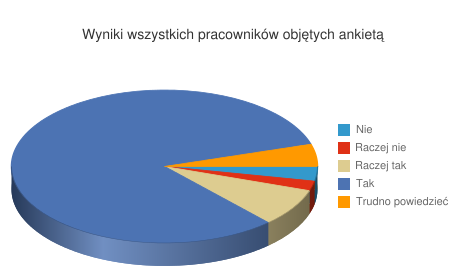 Wyniki wszystkich pracowników objętych ankietą
Nie
Raczej nie
Raczej tak
Tak
Trudno powiedzieć